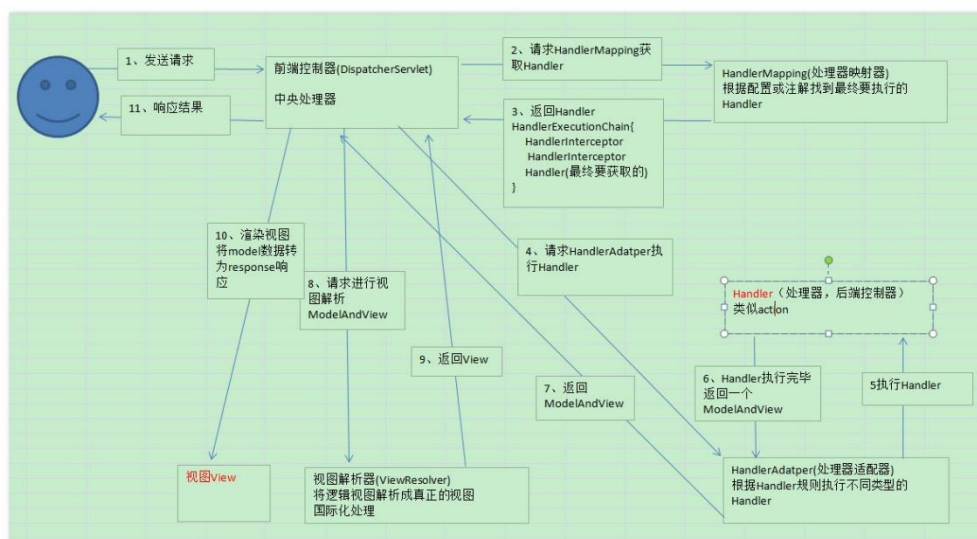 1、发送请求
前端控制器(DispatcherServlet)
中央处理器
2、请求HandlerMapping获
取Handler
HandlerMapping(处理器映射器)
根据配置或注解找到最终要执行的
Handler
11、响应结果
3、返回Handler
HandlerExecutionChain{
HandlerInterceptor
HandlerInterceptor
Handler(最终要获取的)
}
10、渲染视图
将model数据转
为response响
应
8、请求进行视
图解析
ModelAndView
4、请求HandlerAdatper执
行Handler
Handler（处理器，后端控制器）
类似action
9、返回View
7、返回
ModelAndView
6、Handler执行完毕
返回一个
ModelAndView
5执行Handler
视图View
视图解析器(ViewResolver)
将逻辑视图解析成真正的视图
国际化处理
HandlerAdatper(处理器适配器)
根据Handler规则执行不同类型的
Handler